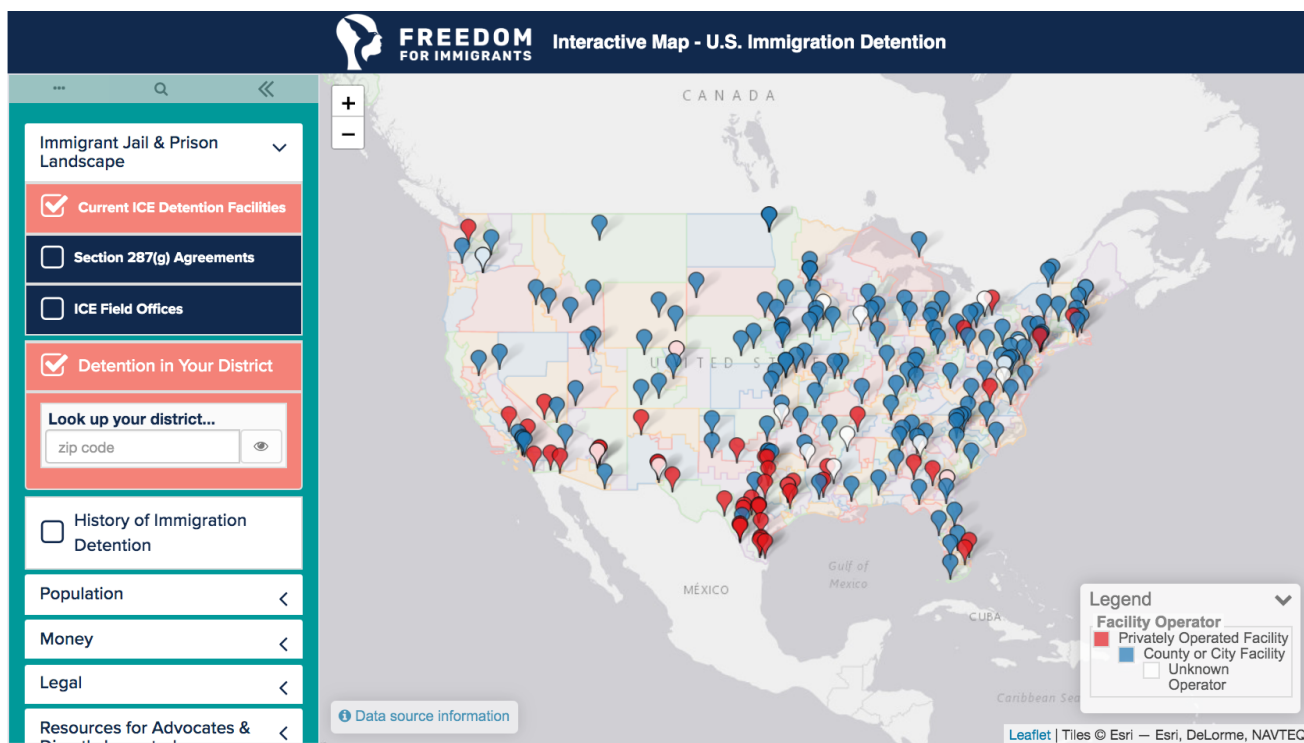 FREEDOM
FOR IMMIGRANTS
Interactive Map - U.S. Immigration Detention
Immigrant Jail & Prison
Landscape
Current ICE Detention Facilities
Section 287(g) Agreements
ICE Field Offices
Detention in Your District
Look up your district...
zip code
History of Immigration
Detention
Population
Money
Legal
Resources for Advocates &
+
−
CANADA
UNITED ST
Gulf of
Mexico
MÉXICO
CUBA
Caribbean Sea
Legend
Facility Operator
Privately Operated Facility
County or City Facility
Unknown
Operator
Data source information
Leaflet | Tiles © Esri — Esri, DeLorme, NAVTEQ